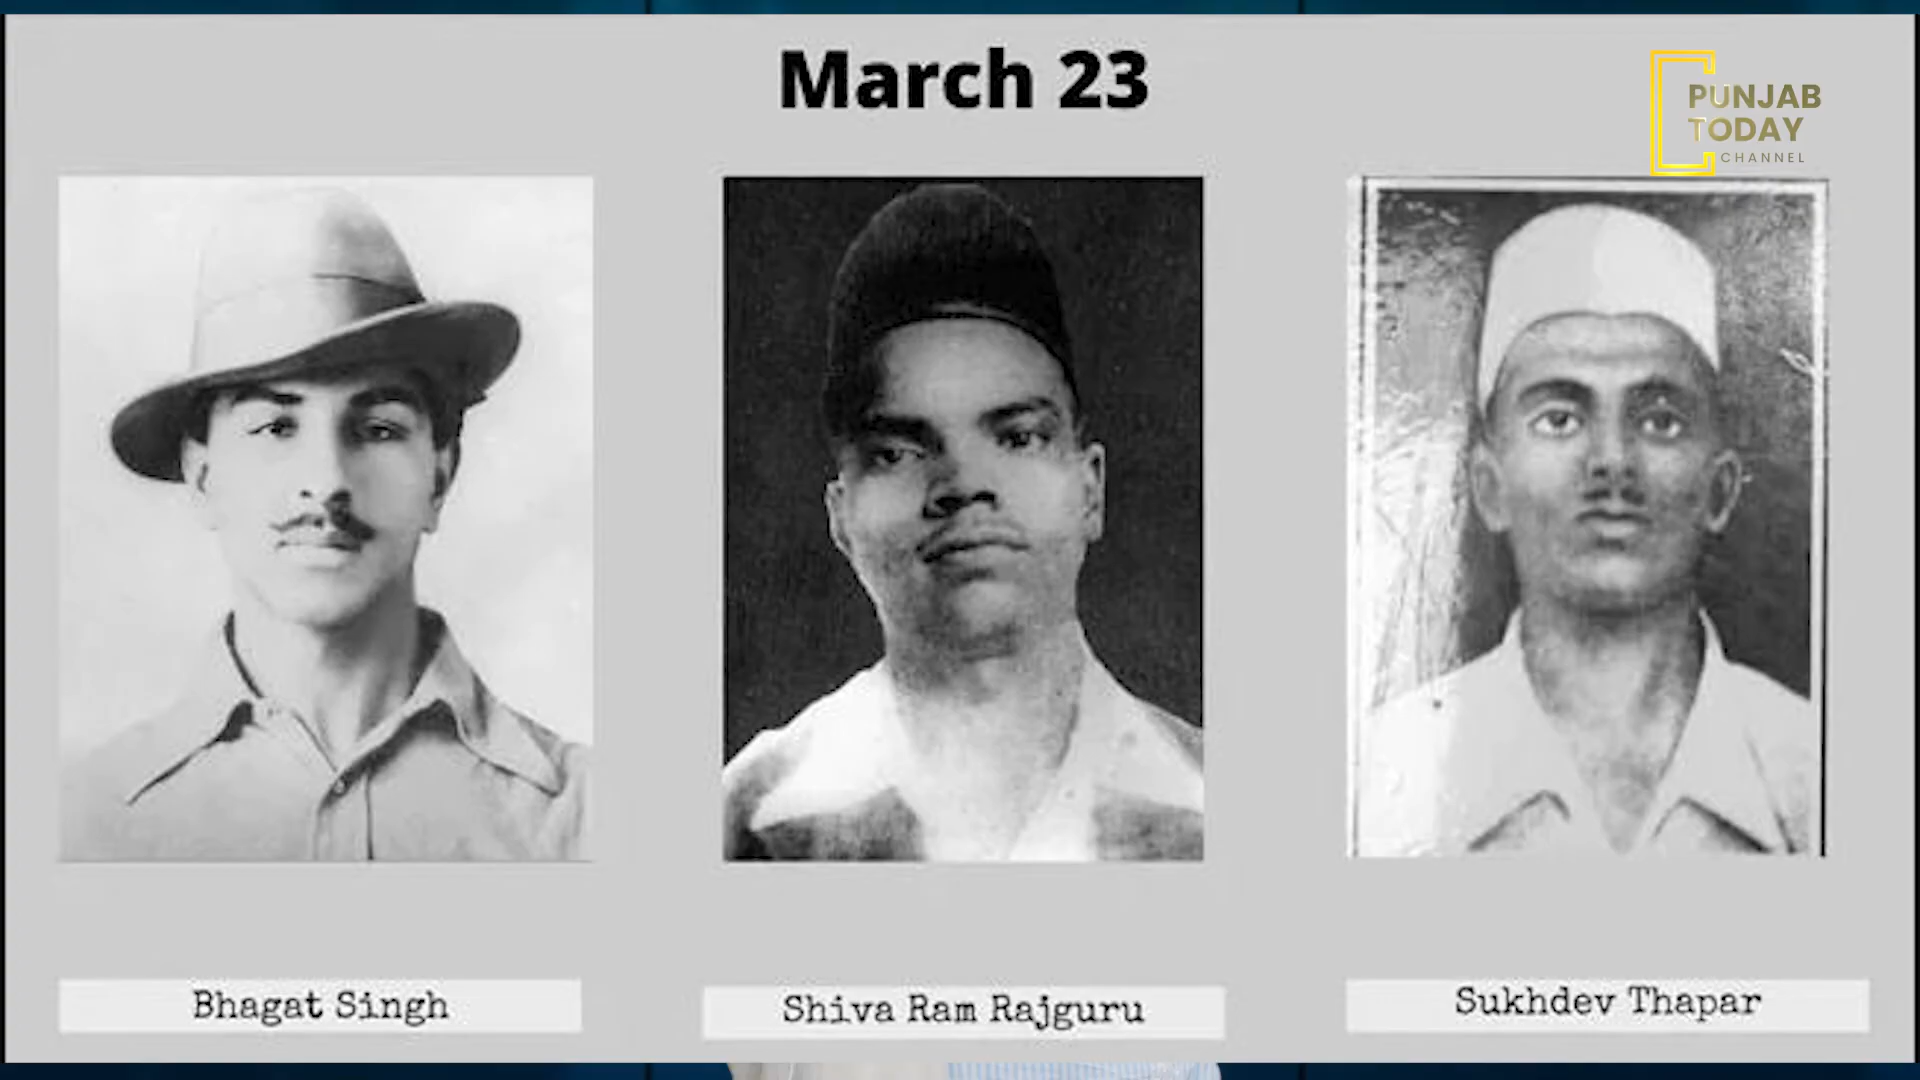 March 23
PUNJAB
TODAY
CHANNEL
Bhagat Singh
Shiva Ram Rajguru
Sukhdev Thapar